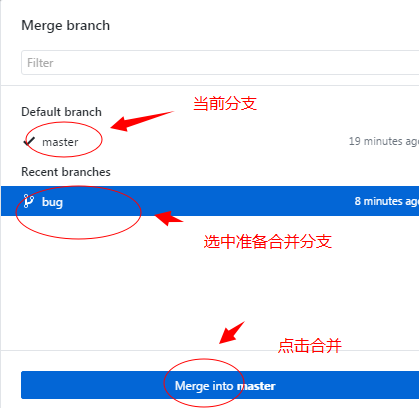 Merge branch
Filter
当前分支
Default branch
master 19 minutes ago
Recent branches
bug 8 minutes ago
选中准备合并分支
点击合并
Merge into master